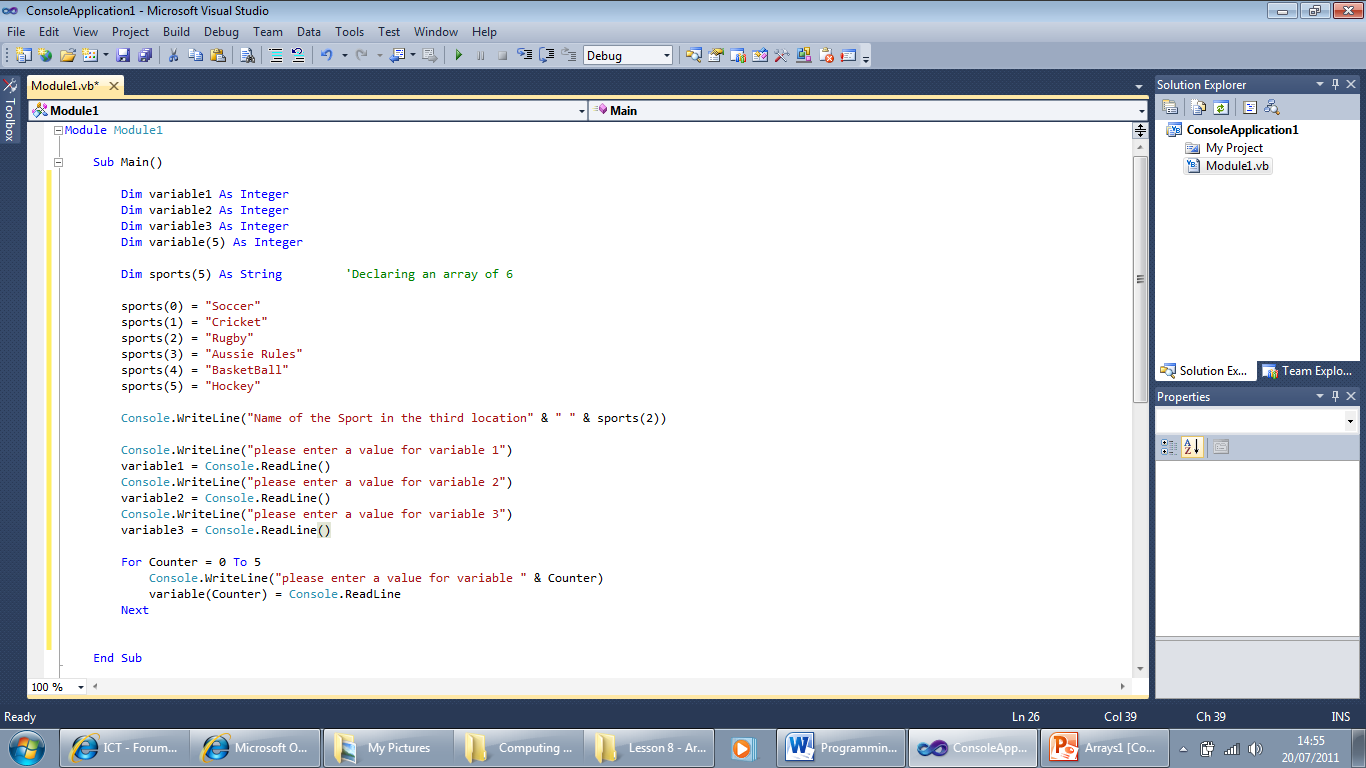 ConsoleApplication1 - Microsoft Visual Studio
File Edit View Project Build Debug Team Data Tools Test Window Help
Debug
Toolbox
Module1.vb*
Module1
Main
Module Module1
Sub Main()
Dim variable1 As Integer
Dim variable2 As Integer
Dim variable3 As Integer
Dim variable(5) As Integer
Dim sports(5) As String 'Declaring an array of 6
sports(0) = "Soccer"
sports(1) = "Cricket"
sports(2) = "Rugby"
sports(3) = "Aussie Rules"
sports(4) = "BasketBall"
sports(5) = "Hockey"
Console.WriteLine("Name of the Sport in the third location" & " " & sports(2))
Console.WriteLine("please enter a value for variable 1")
variable1 = Console.ReadLine()
Console.WriteLine("please enter a value for variable 2")
variable2 = Console.ReadLine()
Console.WriteLine("please enter a value for variable 3")
variable3 = Console.ReadLine()
For Counter = 0 To 5
Console.WriteLine("please enter a value for variable " & Counter)
variable(Counter) = Console.ReadLine
Next
End Sub
100 %
Solution Explorer
ConsoleApplication1
My Project
Module1.vb
Solution Ex...
Team Explo...
Properties
Ready
Ln 26 Col 39 Ch 39 INS
ICT - Forum...
Microsoft O...
My Pictures
Computing ...
Lesson 8 - Ar...
Programmin...
ConsoleApp...
Arrays1 [Co...
14:55
20/07/2011